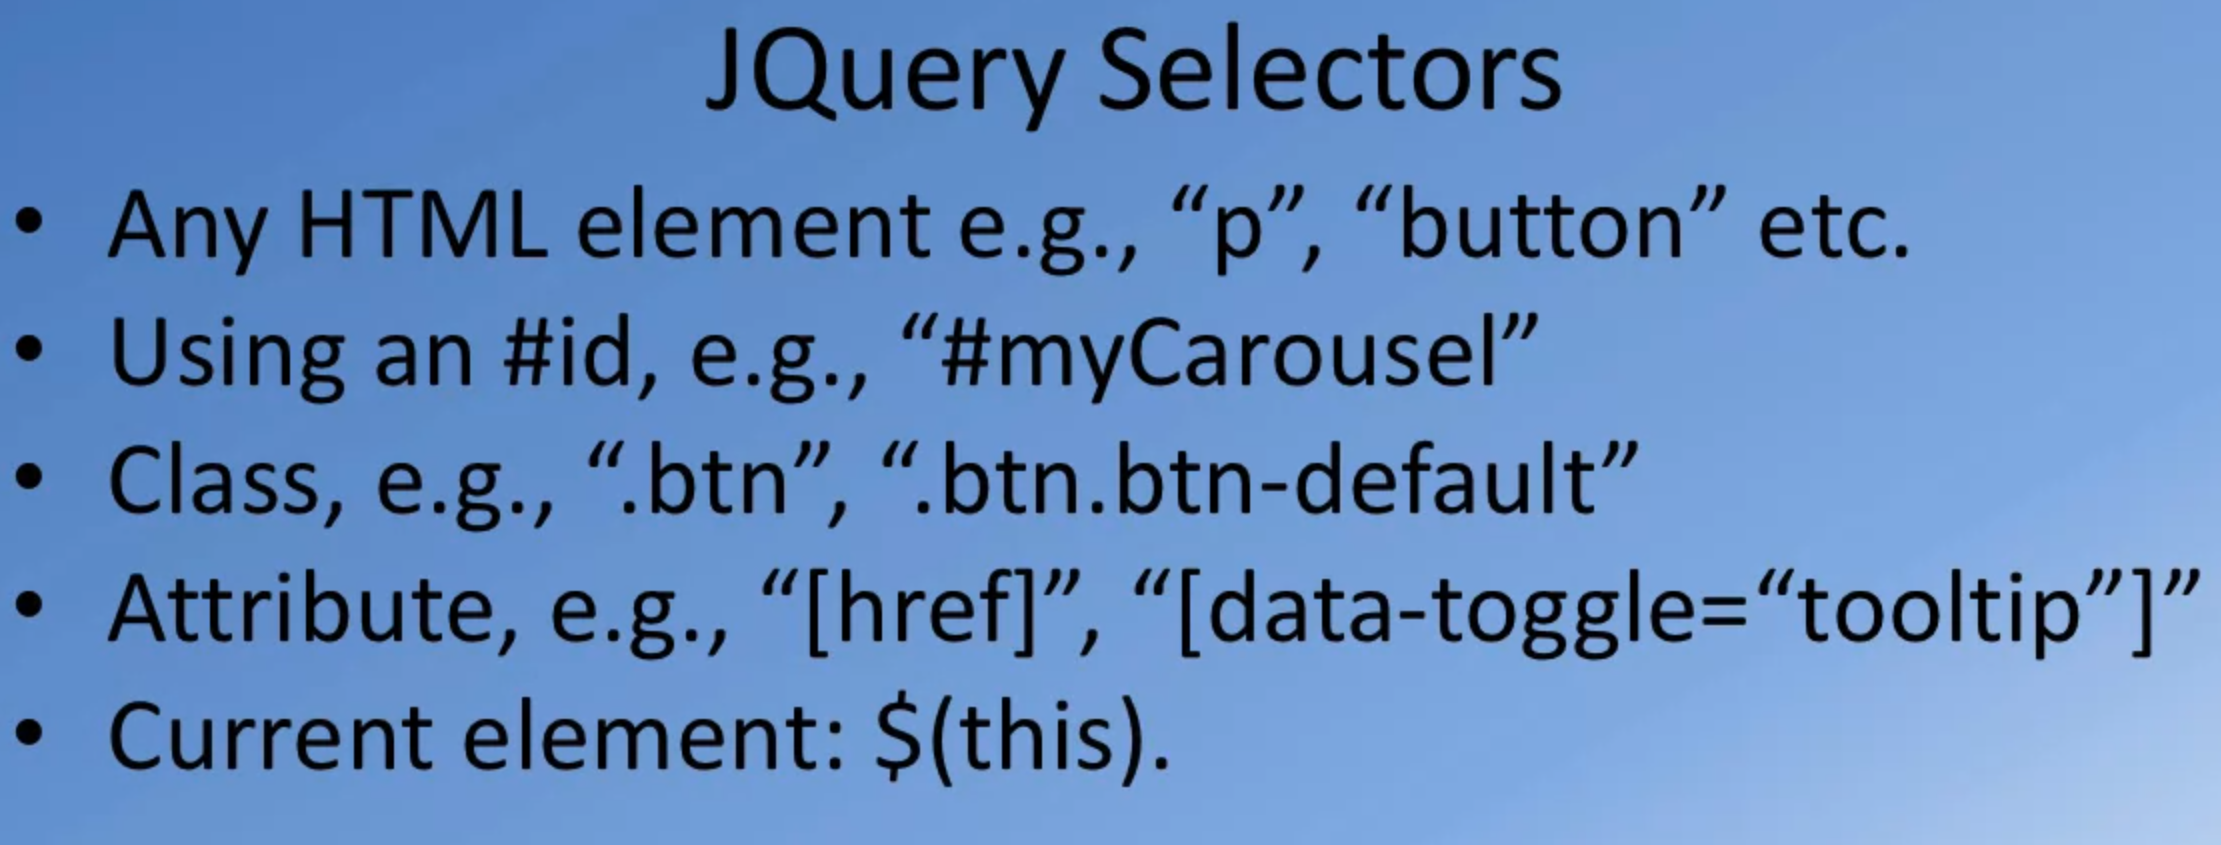 JQuery Selectors
• Any HTML element e.g., “p”, “button” etc.
• Using an #id, e.g., “#myCarousel”
• Class, e.g., “.btn”, “.btn.btn-default”
• Attribute, e.g., “[href]”, “[data-toggle=“tooltip”]”
• Current element: $(this).